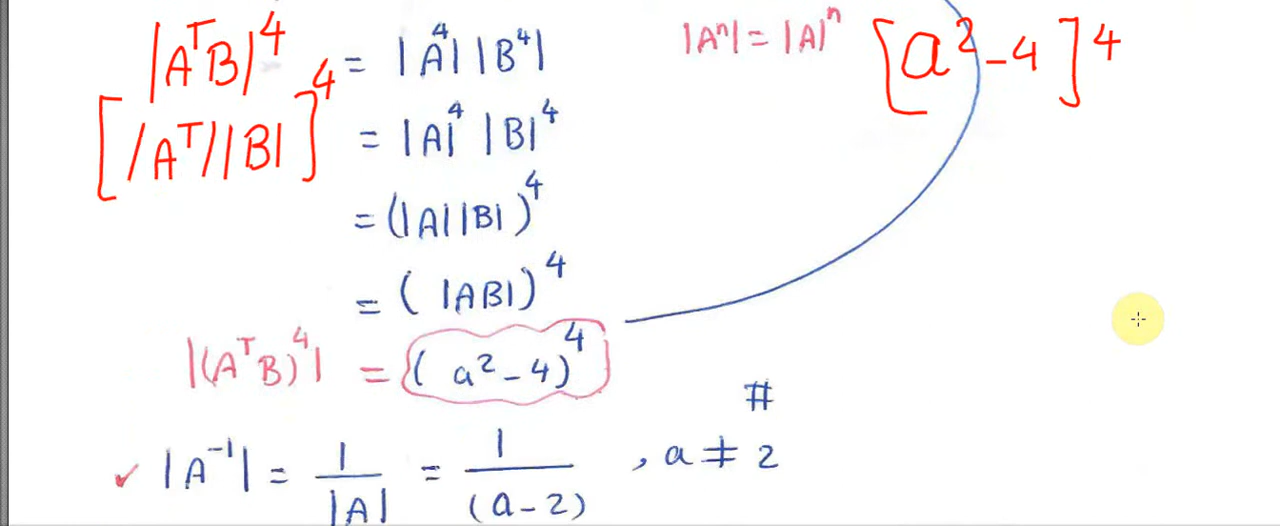 |AᵀB|⁴ = |A⁴| |B⁴| |Aⁿ| = |A|ⁿ [a² - 4]⁴
[|Aᵀ||B|]⁴ = |A|⁴ |B|⁴
= (|A||B|)⁴
= (|AB|)⁴
|(AᵀB)⁴| = (a² - 4)⁴
#
✓ |A⁻¹| = 1/|A| = 1/(a-2) , a ≠ 2